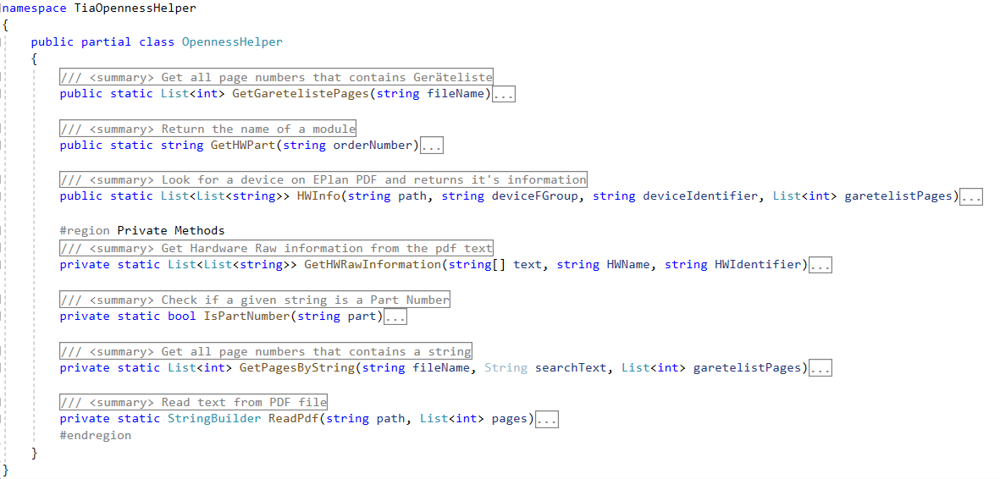 namespace TiaOpennessHelper
{
public partial class OpennessHelper
{
/// <summary> Get all page numbers that contains Geräteliste
public static List<int> GetGaretelistePages(string fileName)...
/// <summary> Return the name of a module
public static string GetHWPart(string orderNumber)...
/// <summary> Look for a device on EPlan PDF and returns it's information
public static List<List<string>> HWInfo(string path, string deviceFGroup, string deviceIdentifier, List<int> garetelistPages)...
#region Private Methods
/// <summary> Get Hardware Raw information from the pdf text
private static List<List<string>> GetHWRawInformation(string[] text, string HWName, string HWIdentifier)...
/// <summary> Check if a given string is a Part Number
private static bool IsPartNumber(string part)...
/// <summary> Get all page numbers that contains a string
private static List<int> GetPagesByString(string fileName, String searchText, List<int> garetelistPages)...
/// <summary> Read text from PDF file
private static StringBuilder ReadPdf(string path, List<int> pages)...
#endregion
}
}